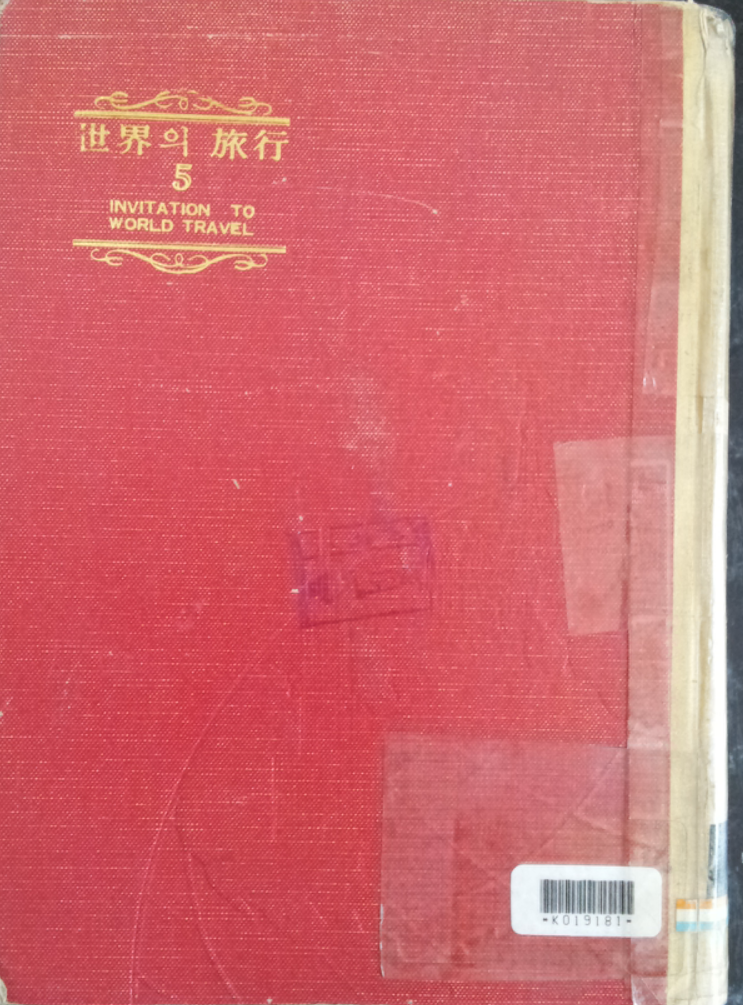 世界의 旅行
5
INVITATION TO
WORLD TRAVEL
-K019181-